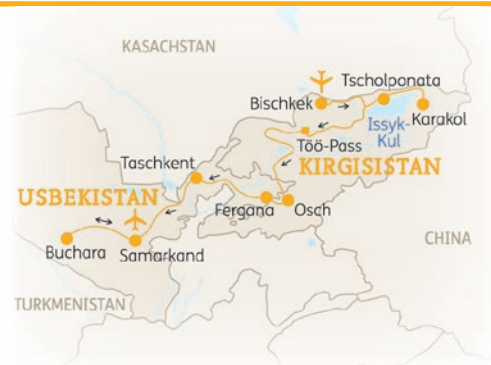 KASACHSTAN
Tscholponata
Bischkek
Issyk-
Kul
Karakol
Töö-Pass
Taschkent
KIRGISISTAN
USBEKISTAN
Fergana
Osch
CHINA
Buchara
Samarkand
TURKMENISTAN